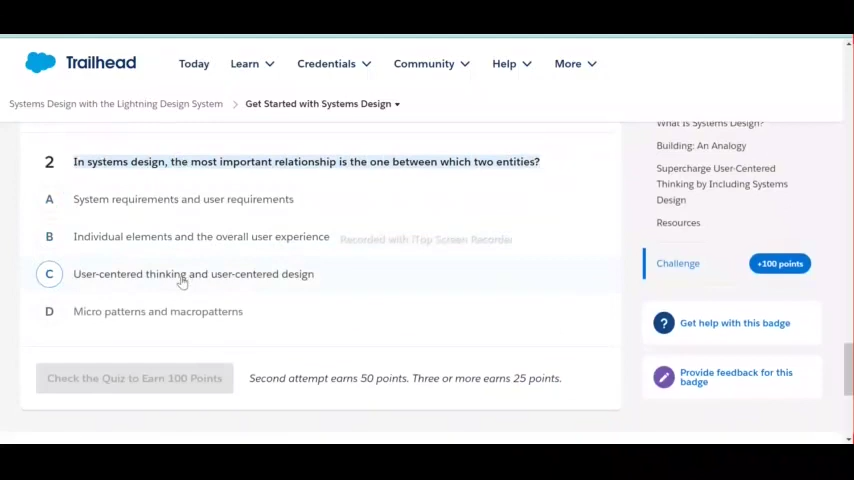 Trailhead
Today Learn Credentials Community Help More
Systems Design with the Lightning Design System > Get Started with Systems Design
What Is Systems Design?
Building: An Analogy
Supercharge User-Centered
Thinking by Including Systems
Design
Resources
Challenge +100 points
2 In systems design, the most important relationship is the one between which two entities?
A System requirements and user requirements
B Individual elements and the overall user experience
Recorded with iTop Screen Recorder
C User-centered thinking and user-centered design
D Micro patterns and macropatterns
Check the Quiz to Earn 100 Points Second attempt earns 50 points. Three or more earns 25 points.
? Get help with this badge
Provide feedback for this
badge